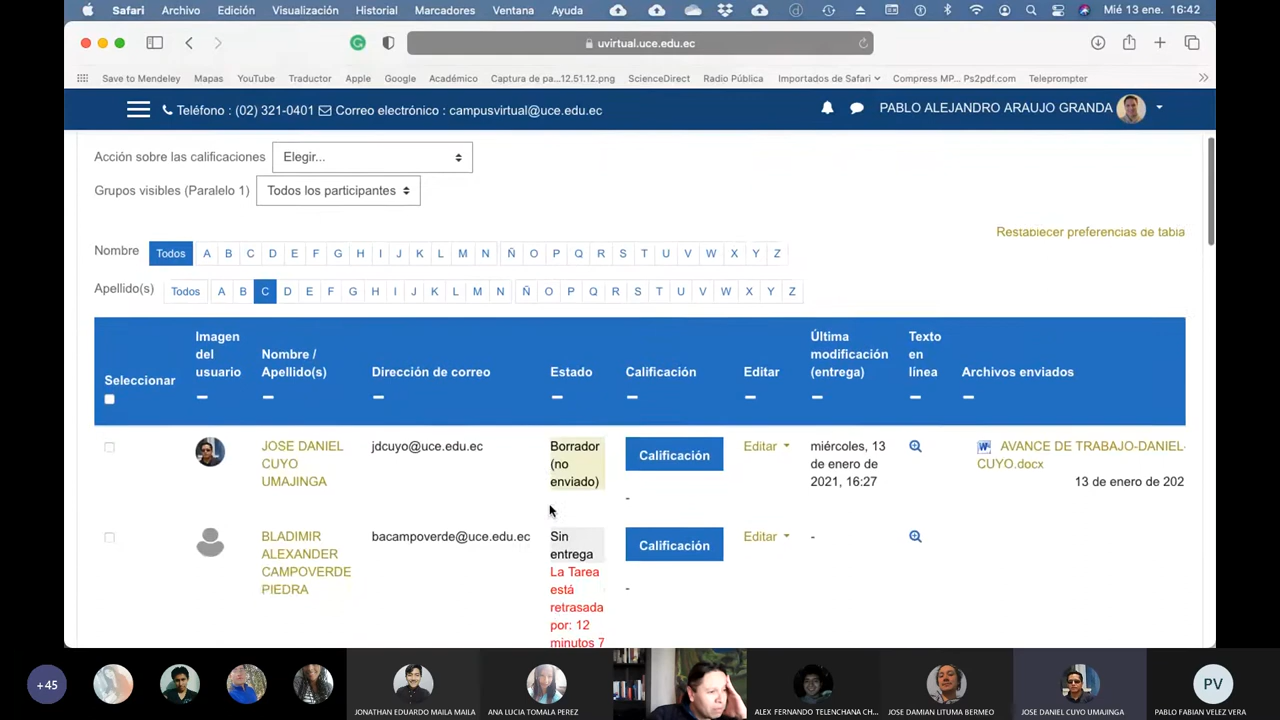 Safari Archivo Edición Visualización Historial Marcadores Ventana Ayuda Mié 13 ene. 16:42
uvirtual.uce.edu.ec
Save to Mendeley Mapas YouTube Traductor Apple Google Académico Captura de pa...12.51.12.png ScienceDirect Radio Pública Importados de Safari Compress MP... Ps2pdf.com Teleprompter
Teléfono : (02) 321-0401 Correo electrónico : campusvirtual@uce.edu.ec PABLO ALEJANDRO ARAUJO GRANDA
Acción sobre las calificaciones Elegir...
Grupos visibles (Paralelo 1) Todos los participantes
Restablecer preferencias de tabla
Nombre Todos A B C D E F G H I J K L M N Ñ O P Q R S T U V W X Y Z
Apellido(s) Todos A B C D E F G H I J K L M N Ñ O P Q R S T U V W X Y Z
Seleccionar
Imagen
del
usuario
Nombre /
Apellido(s)
Dirección de correo
Estado
Calificación
Editar
Última
modificación
(entrega)
Texto
en
línea
Archivos enviados
JOSE DANIEL
CUYO
UMAJINGA
jdcuyo@uce.edu.ec
Borrador
(no
enviado)
Calificación
-
Editar
miércoles, 13
de enero de
2021, 16:27
AVANCE DE TRABAJO-DANIEL-
CUYO.docx
13 de enero de 202
BLADIMIR
ALEXANDER
CAMPOVERDE
PIEDRA
bacampoverde@uce.edu.ec
Sin
entrega
La Tarea
está
retrasada
por: 12
minutos 7
Calificación
-
Editar
-
+45
JONATHAN EDUARDO MAILA MAILA
ANA LUCIA TOMALA PEREZ
ALEX FERNANDO TELENCHANA CH...
JOSE DAMIAN LITUMA BERMEO
JOSE DANIEL CUYO UMAJINGA
PV
PABLO FABIAN VELEZ VERA